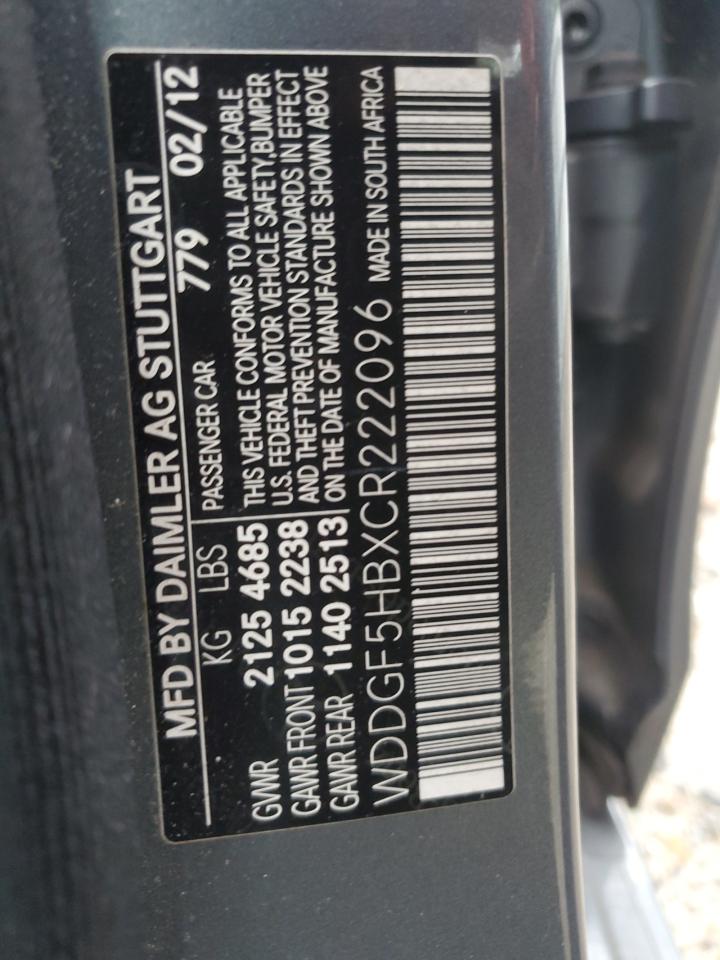 MFD BY DAIMLER AG STUTTGART
779 02/12
KG LBS PASSENGER CAR
GVWR 2125 4685 THIS VEHICLE CONFORMS TO ALL APPLICABLE
GAWR FRONT 1015 2238 U.S. FEDERAL MOTOR VEHICLE SAFETY,BUMPER
GAWR REAR 1140 2513 AND THEFT PREVENTION STANDARDS IN EFFECT
ON THE DATE OF MANUFACTURE SHOWN ABOVE
WDDGF5HBXCR222096 MADE IN SOUTH AFRICA